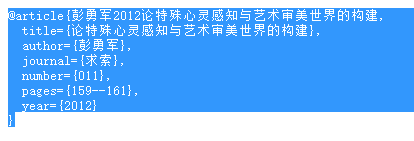 @article{彭勇军2012论特殊心灵感知与艺术审美世界的构建,
  title={论特殊心灵感知与艺术审美世界的构建},
  author={彭勇军},
  journal={求索},
  number={011},
  pages={159--161},
  year={2012}
}